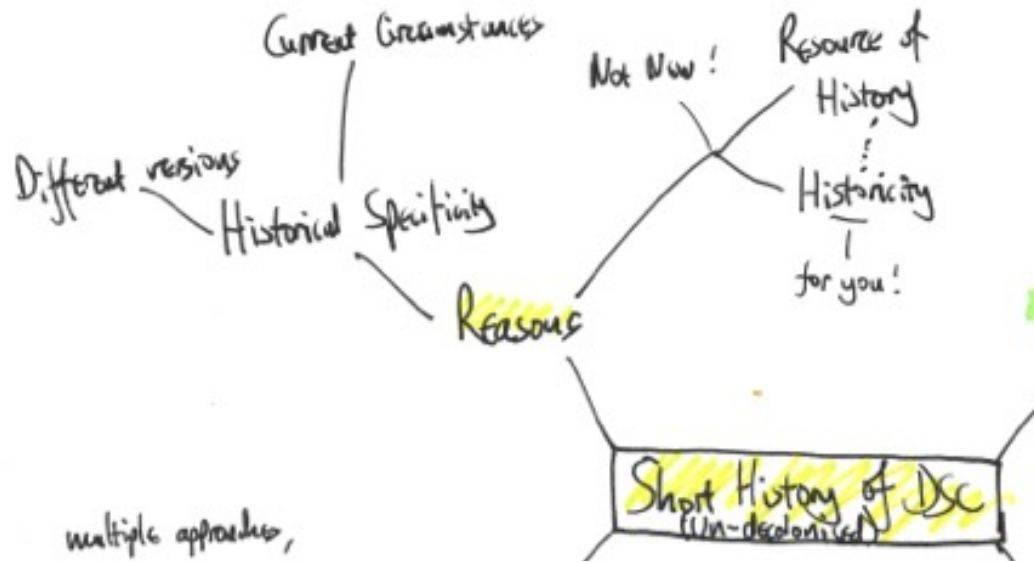 Current Circumstances
Not Now!
Resource of
History
Different versions
Historical Specificity
Historicity
for you!
Reasons
Short History of DSC
(Un-decolonised)
multiple approaches,